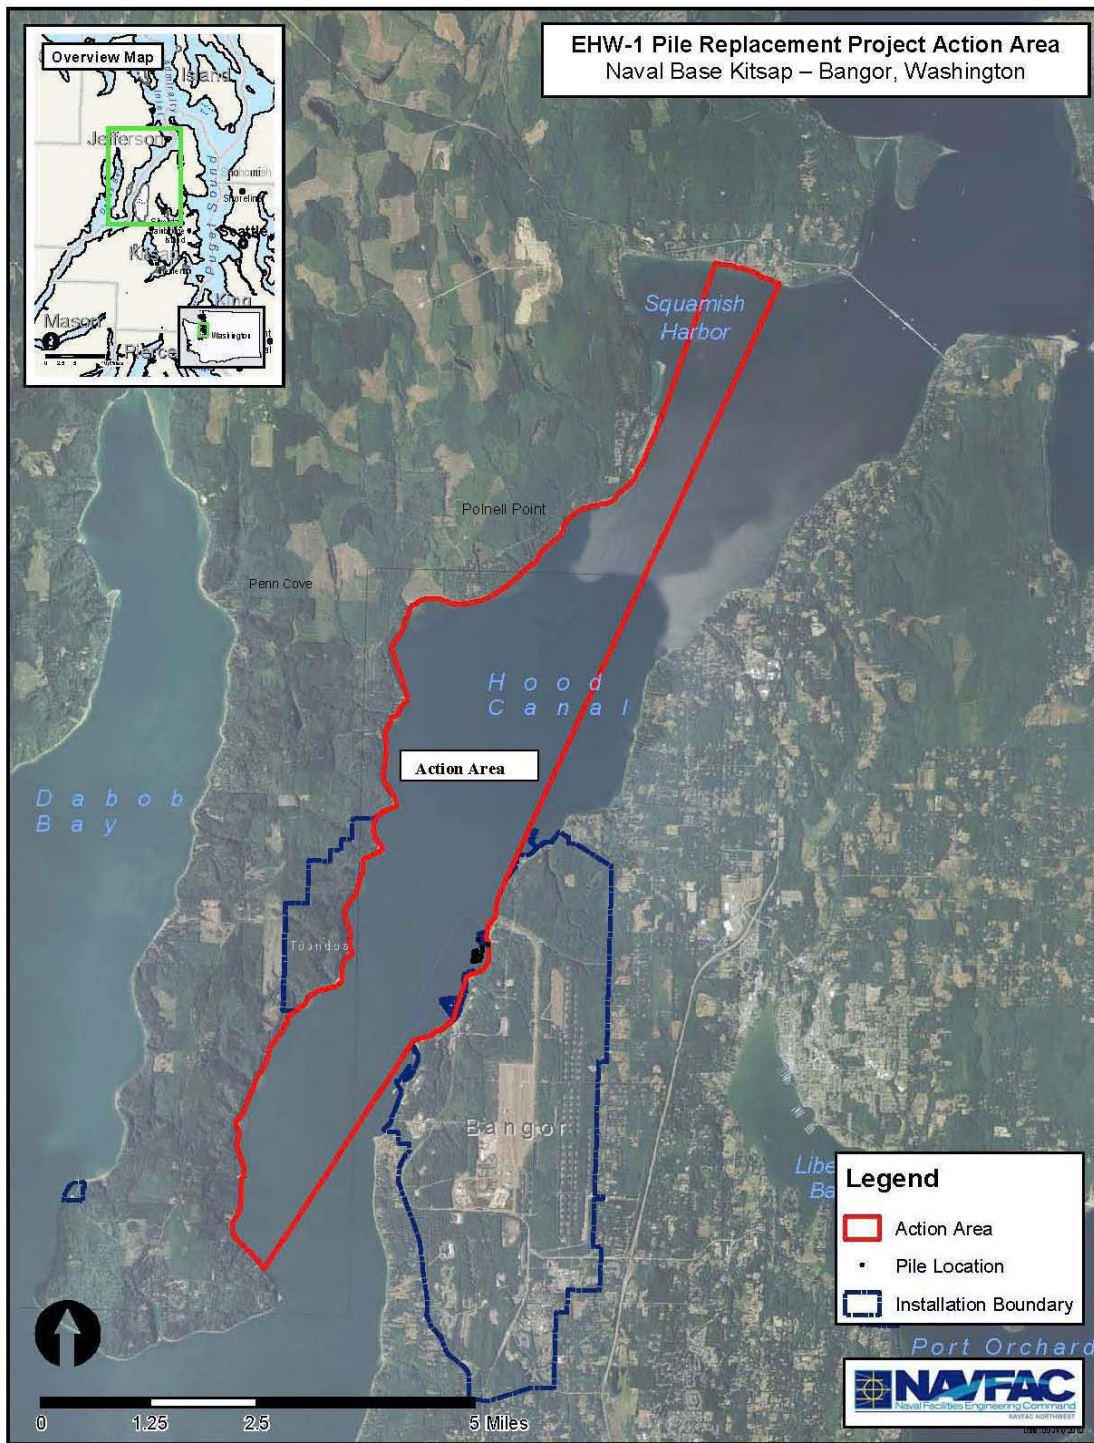 EHW-1 Pile Replacement Project Action Area
Naval Base Kitsap – Bangor, Washington
Overview Map
Island
Jefferson
Puget Sound
Shoreline
Seattle
Kitsap
King
Mason
Pierce
Washington
Squamish
Harbor
Polnell Point
Penn Cove
Hood
Canal
Action Area
Dabob
Bay
Toandos
Bangor
Legend
Action Area
Pile Location
Installation Boundary
Port Orchard
0 1.25 2.5 5 Miles
NAVFAC
Naval Facilities Engineering Command
NAVFAC NORTHWEST